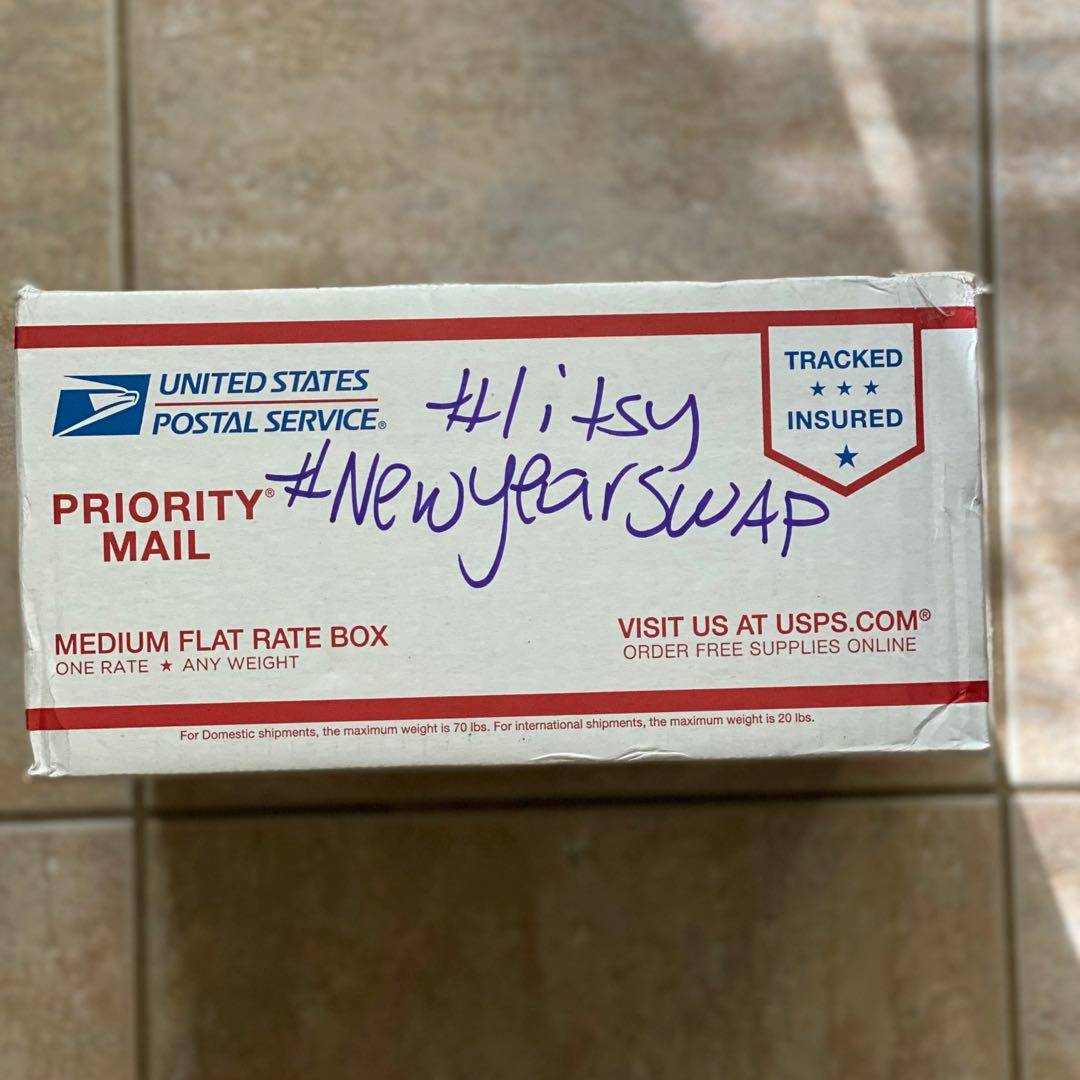 UNITED STATES
POSTAL SERVICE®
#litsy
TRACKED
★ ★ ★
INSURED
★
PRIORITY®
MAIL
#NewyearSWAP
MEDIUM FLAT RATE BOX
ONE RATE ★ ANY WEIGHT
VISIT US AT USPS.COM®
ORDER FREE SUPPLIES ONLINE
For Domestic shipments, the maximum weight is 70 lbs. For international shipments, the maximum weight is 20 lbs.